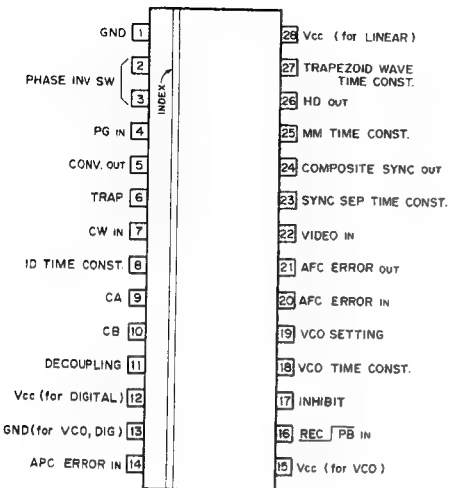 GND 1
PHASE INV SW
2
3
PG IN 4
CONV. OUT 5
TRAP 6
CW IN 7
ID TIME CONST. 8
CA 9
CB 10
DECOUPLING 11
Vcc (for DIGITAL) 12
GND(for VCO, DIG) 13
APC ERROR IN 14
INDEX
28 Vcc (for LINEAR)
27 TRAPEZOID WAVE
TIME CONST.
26 HD OUT
25 MM TIME CONST.
24 COMPOSITE SYNC OUT
23 SYNC SEP TIME CONST.
22 VIDEO IN
21 AFC ERROR OUT
20 AFC ERROR IN
19 VCO SETTING
18 VCO TIME CONST.
17 INHIBIT
16 REC PB IN
15 Vcc (for VCO)